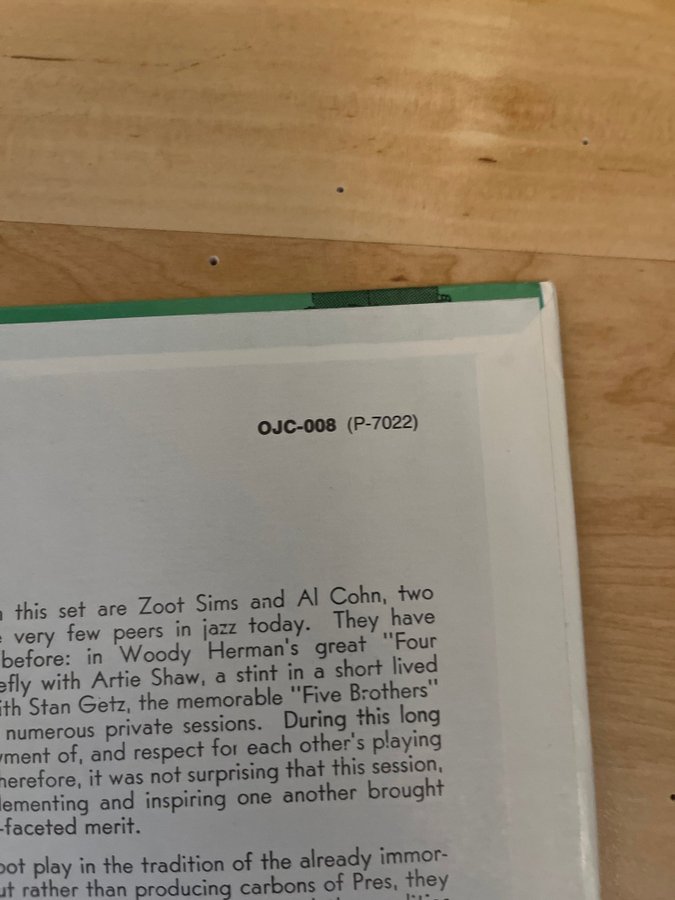 OJC-008 (P-7022)
this set are Zoot Sims and Al Cohn, two
very few peers in jazz today. They have
before: in Woody Herman's great "Four
efly with Artie Shaw, a stint in a short lived
ith Stan Getz, the memorable "Five Brothers"
numerous private sessions. During this long
yment of, and respect for each other's playing
herefore, it was not surprising that this session,
lementing and inspiring one another brought
-faceted merit.
oot play in the tradition of the already immor-
ut rather than producing carbons of Pres, they